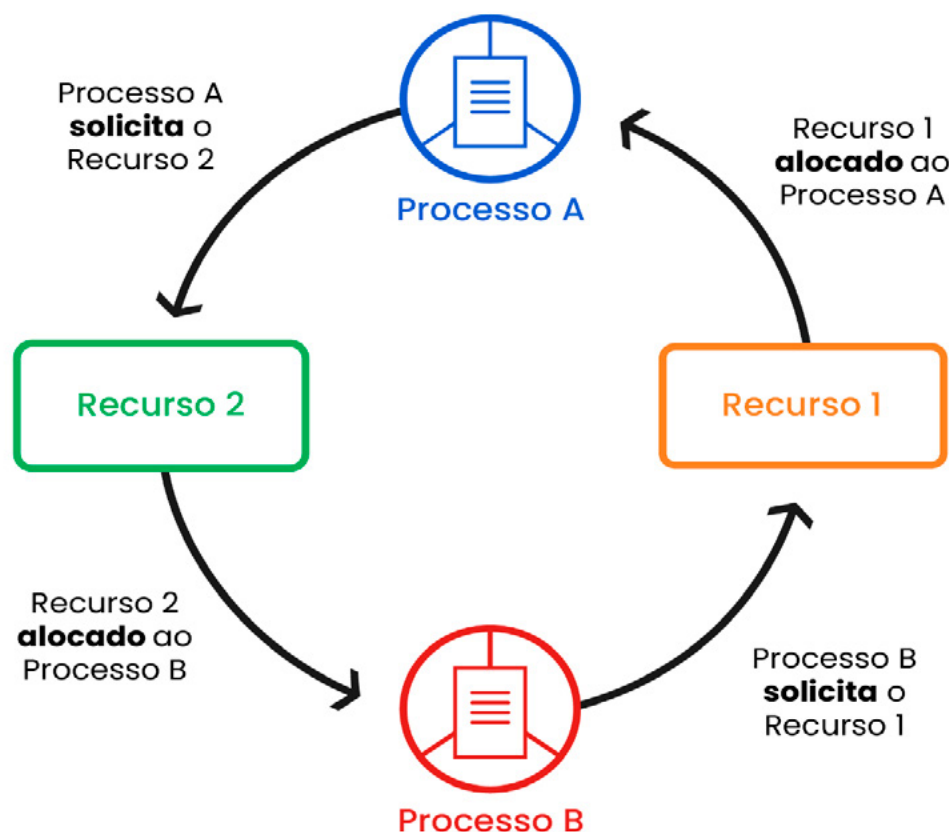 Processo A
solicita o
Recurso 2
Processo A
Recurso 1
alocado ao
Processo A
Recurso 2
Recurso 1
Recurso 2
alocado ao
Processo B
Processo B
Processo B
solicita o
Recurso 1